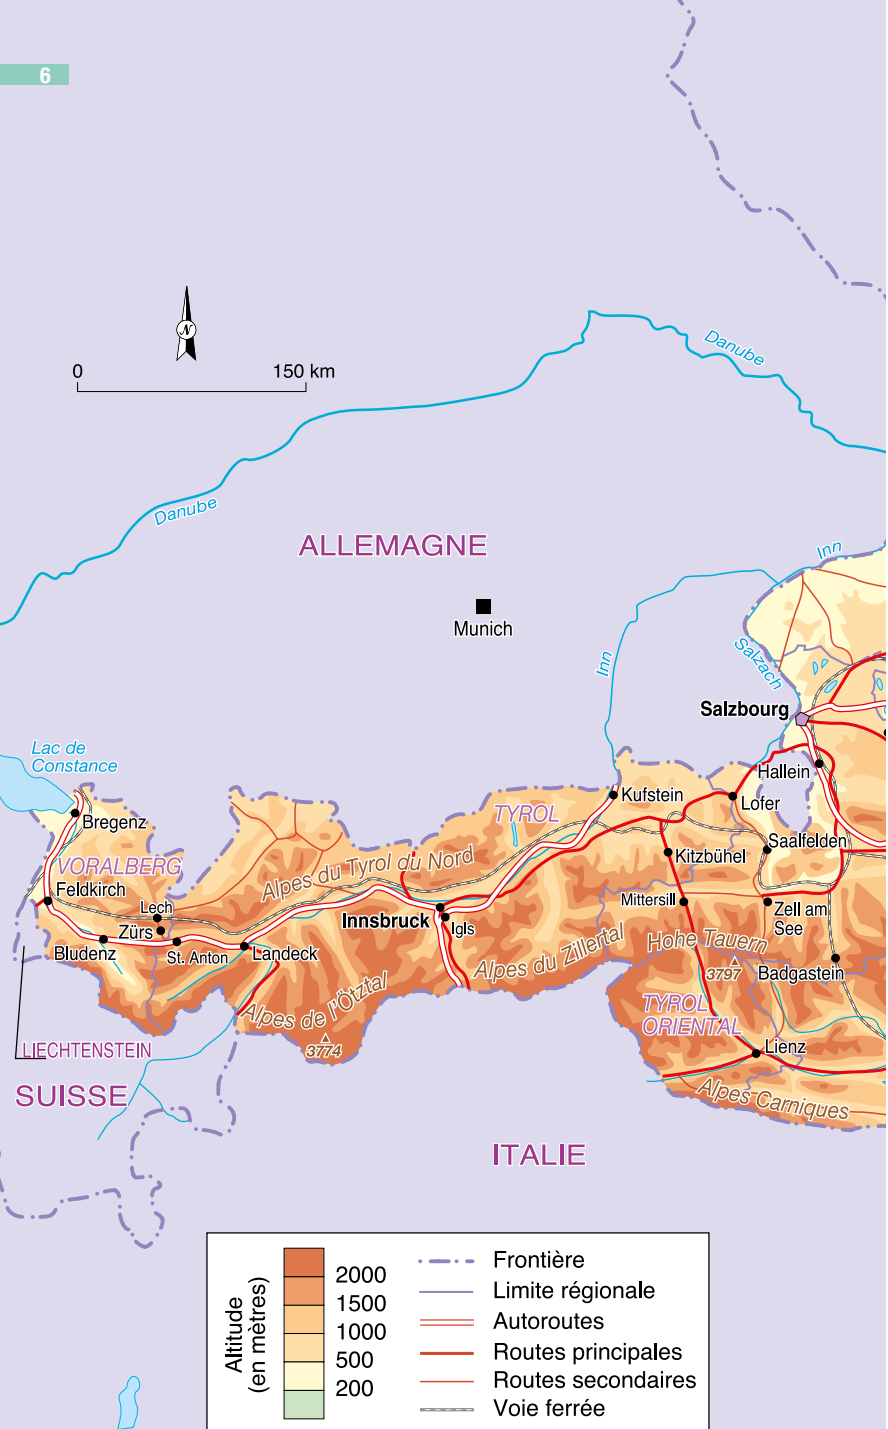 6
N
0
150 km
Danube
Danube
ALLEMAGNE
Inn
Munich
Inn
Salzach
Salzbourg
Lac de
Constance
Hallein
Kufstein
Lofer
TYROL
Bregenz
Saalfelden
Kitzbühel
VORALBERG
Alpes du Tyrol du Nord
Feldkirch
Mittersill
Lech
Zell am
See
Innsbruck
Igls
Zürs
Hohe Tauern
Bludenz
St. Anton
Landeck
Alpes du Zillertal
3797
Badgastein
Alpes de l'Ötztal
TYROL
ORIENTAL
3774
Lienz
LIECHTENSTEIN
SUISSE
Alpes Carniques
ITALIE
Altitude
(en mètres)
2000
1500
1000
500
200
Frontière
Limite régionale
Autoroutes
Routes principales
Routes secondaires
Voie ferrée